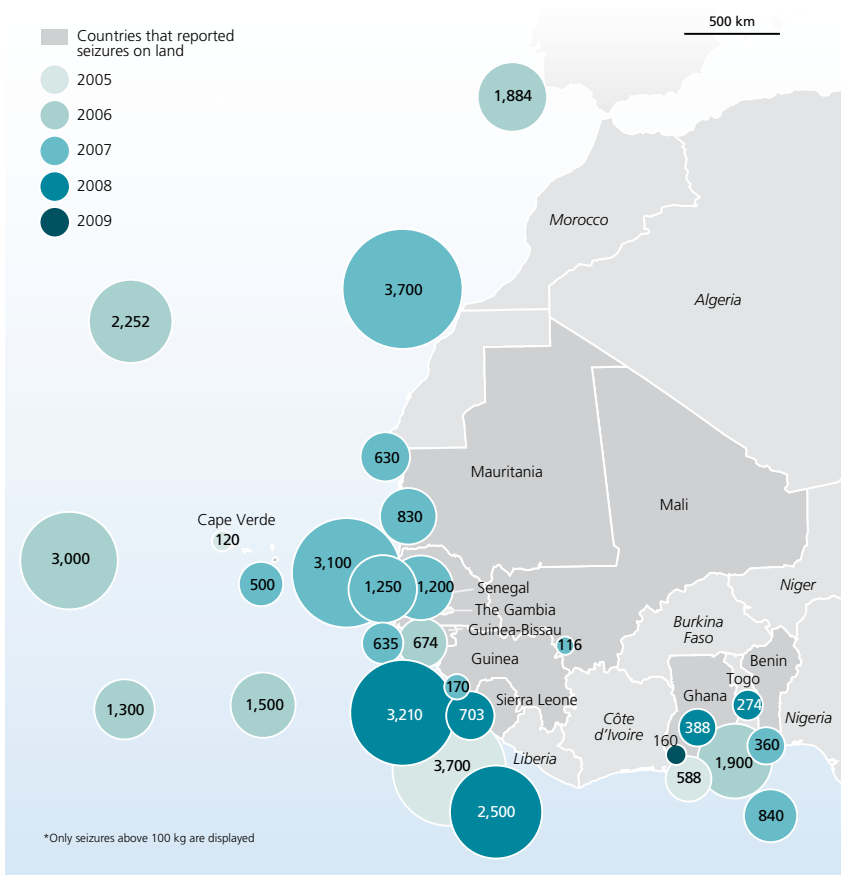 Countries that reported
seizures on land
2005
2006
2007
2008
2009
500 km
1,884
Morocco
3,700
Algeria
2,252
630
Mauritania
Mali
830
Cape Verde
120
3,000
3,100
500
1,250
1,200
Senegal
Niger
The Gambia
Guinea-Bissau
Burkina
Faso
635
674
116
Guinea
Benin
170
Togo
1,300
1,500
Sierra Leone
Ghana
274
3,210
703
Côte
d’Ivoire
388
Nigeria
160
360
Liberia
3,700
1,900
588
2,500
840
*Only seizures above 100 kg are displayed